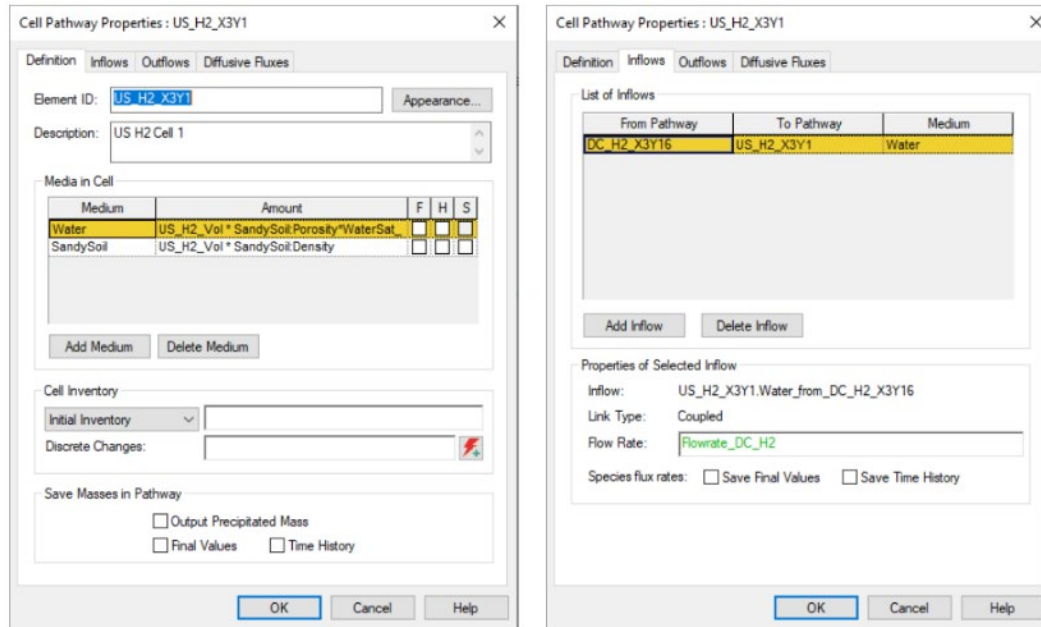 Cell Pathway Properties : US_H2_X3Y1
Definition Inflows Outflows Diffusive Fluxes
Element ID: US_H2_X3Y1 Appearance...
Description: US H2 Cell 1
Media in Cell
Medium Amount F H S
Water US_H2_Vol * SandySoil:Porosity*WaterSat_
SandySoil US_H2_Vol * SandySoil:Density
Add Medium Delete Medium
Cell Inventory
Initial Inventory
Discrete Changes:
Save Masses in Pathway
Output Precipitated Mass
Final Values Time History
OK Cancel Help
Cell Pathway Properties : US_H2_X3Y1
Definition Inflows Outflows Diffusive Fluxes
List of Inflows
From Pathway To Pathway Medium
DC_H2_X3Y16 US_H2_X3Y1 Water
Add Inflow Delete Inflow
Properties of Selected Inflow
Inflow: US_H2_X3Y1.Water_from_DC_H2_X3Y16
Link Type: Coupled
Flow Rate: Flowrate_DC_H2
Species flux rates: Save Final Values Save Time History
OK Cancel Help